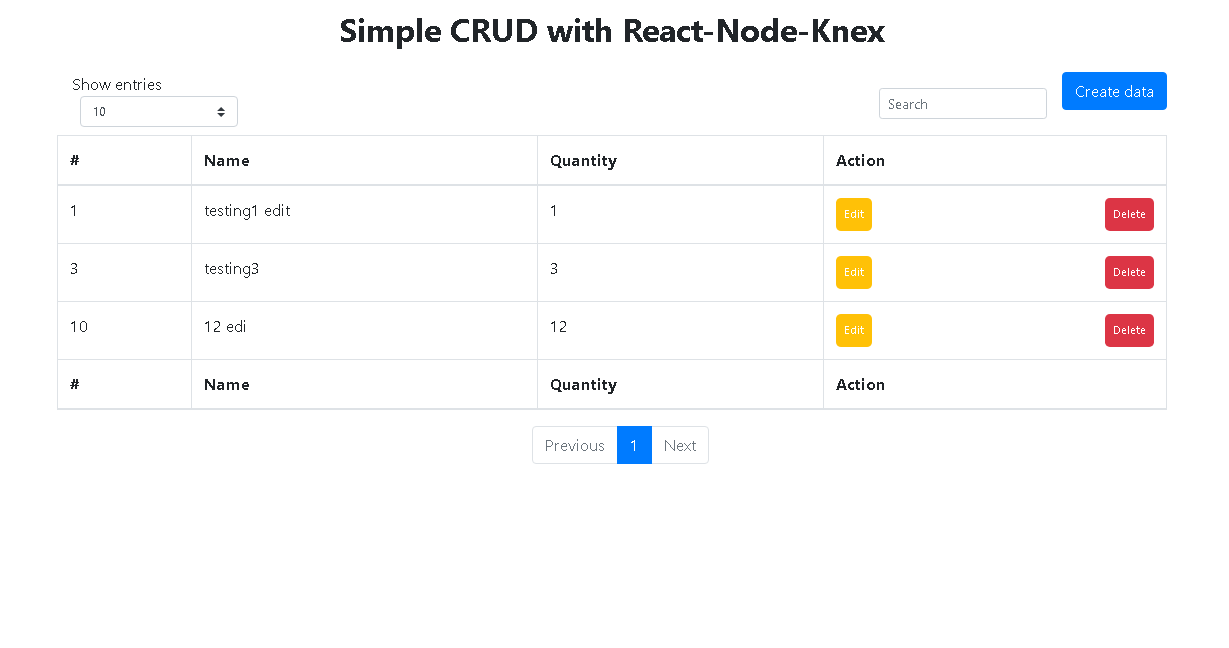 Simple CRUD with React-Node-Knex
Show entries
10
Search
Create data
# Name Quantity Action
1 testing1 edit 1 Edit Delete
3 testing3 3 Edit Delete
10 12 edi 12 Edit Delete
# Name Quantity Action
Previous 1 Next